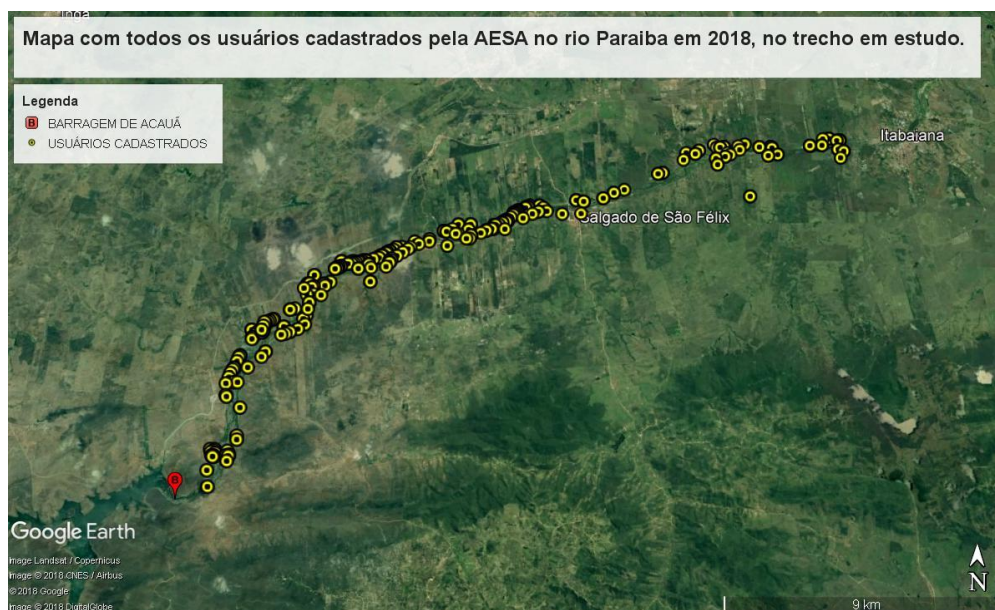 Ingá
Mapa com todos os usuários cadastrados pela AESA no rio Paraiba em 2018, no trecho em estudo.
Legenda
B BARRAGEM DE ACAUÃ
USUÁRIOS CADASTRADOS
Itabaiana
Salgado de São Félix
B
Google Earth
Image Landsat / Copernicus
Image © 2018 CNES / Airbus
© 2018 Google
Image © 2018 DigitalGlobe
N
9 km